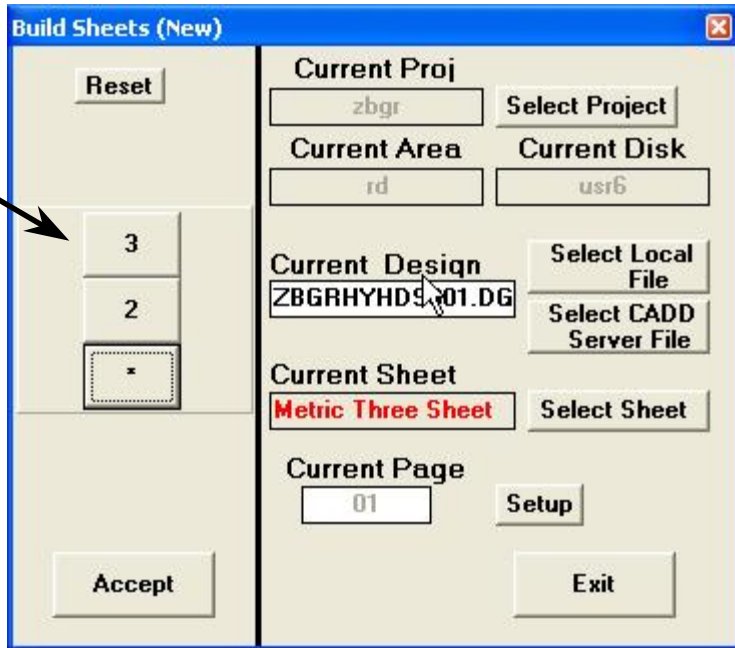 Build Sheets (New)
Reset
3
2
*
Accept
Current Proj
zbgr
Select Project
Current Area
Current Disk
rd
usr6
Current Design
Select Local
File
Select CADD
Server File
Current Sheet
Metric Three Sheet
Select Sheet
Current Page
01
Setup
Exit